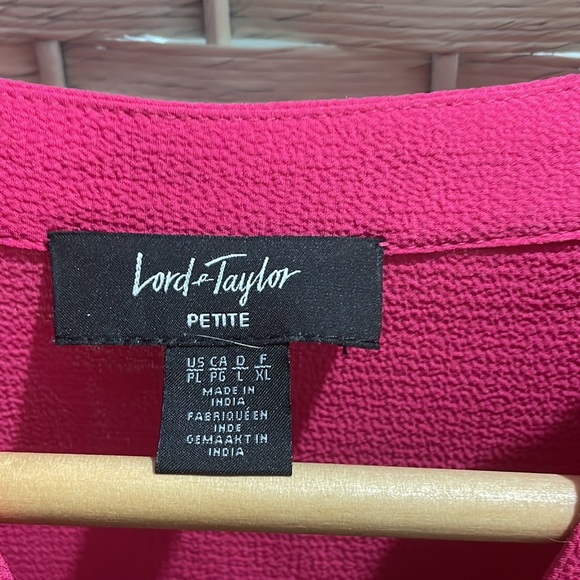 Lord & Taylor
PETITE
US CA D F
PL PG L XL
MADE IN
INDIA
FABRIQUÉ EN
INDE
GEMAAKT IN
INDIA